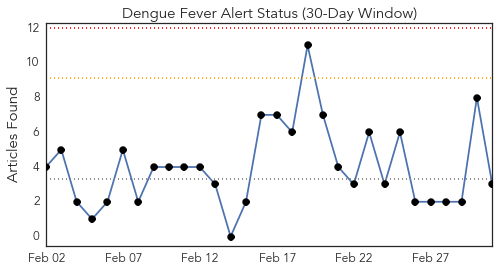 Dengue Fever Alert Status (30-Day Window)
12
10
8
6
4
2
0
Articles Found
Feb 02 Feb 07 Feb 12 Feb 17 Feb 22 Feb 27